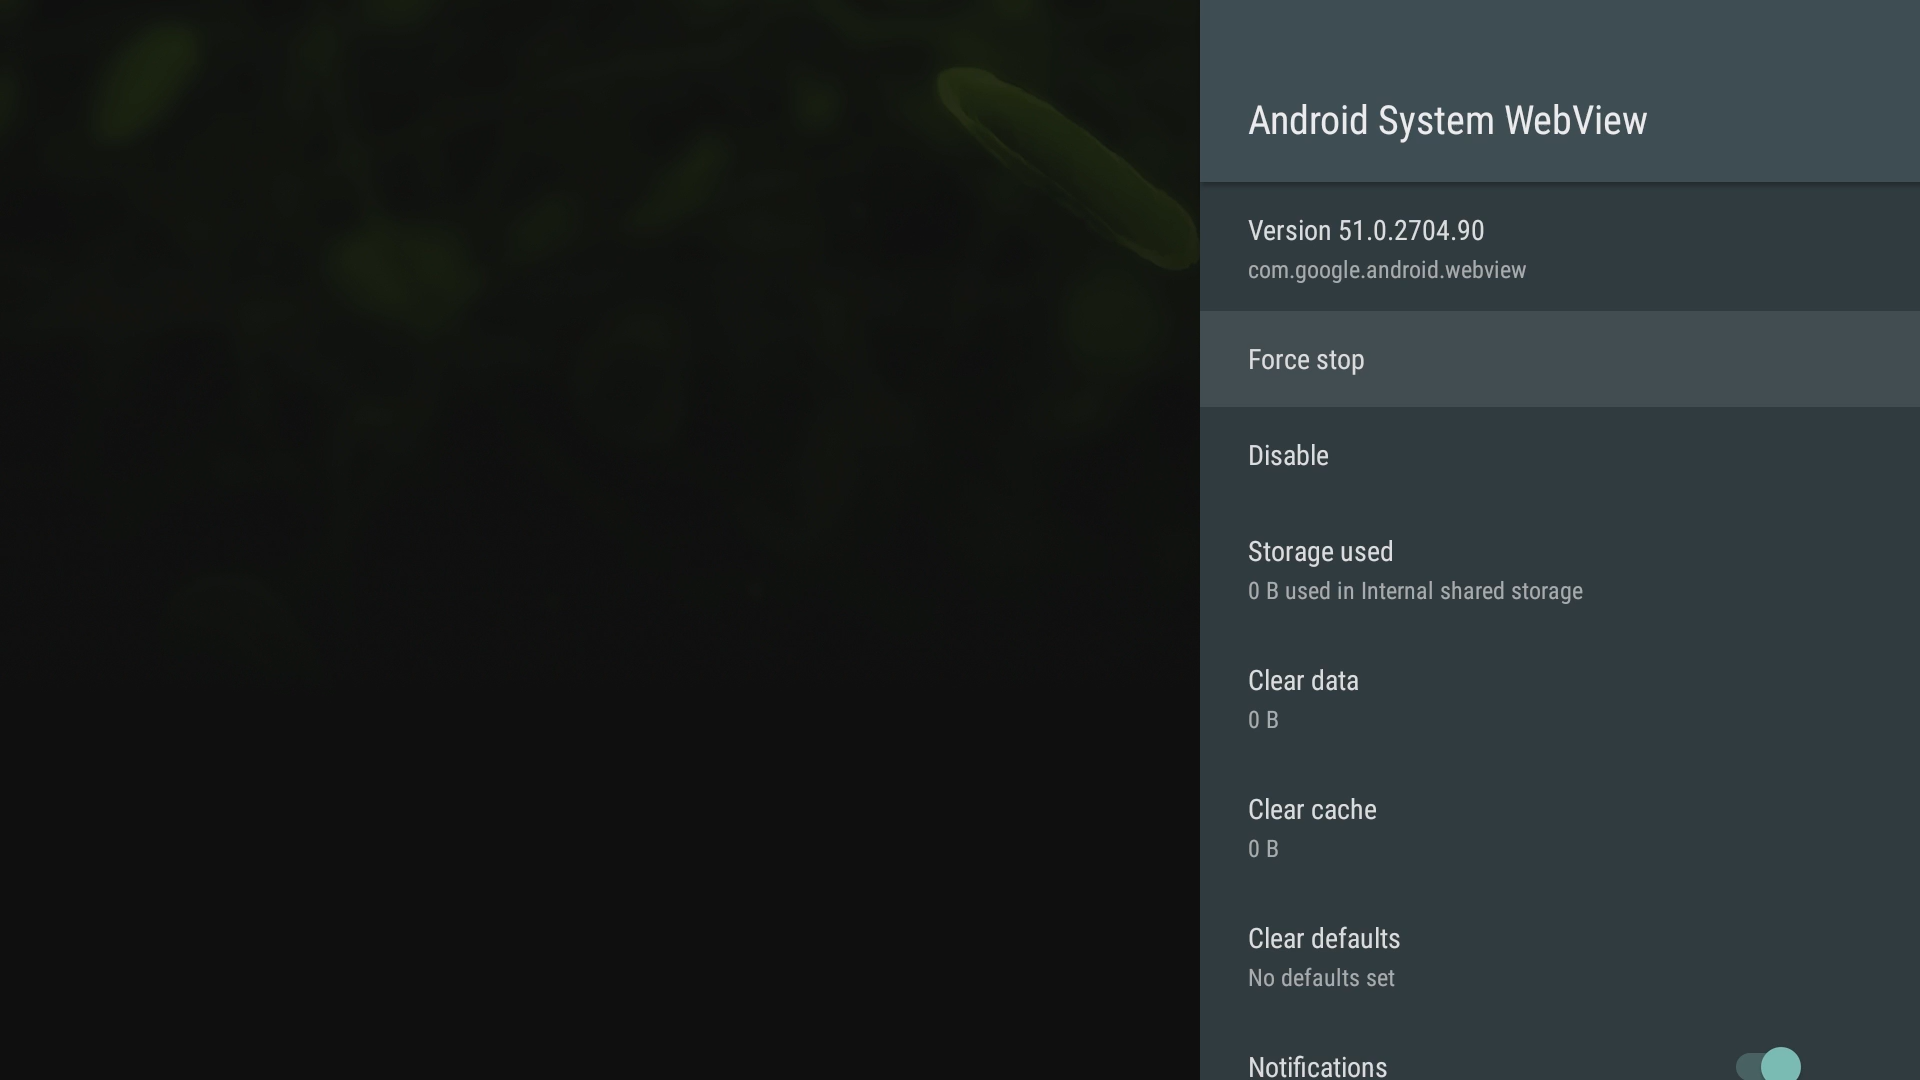 Android System WebView
Version 51.0.2704.90
com.google.android.webview
Force stop
Disable
Storage used
0 B used in Internal shared storage
Clear data
0 B
Clear cache
0 B
Clear defaults
No defaults set
Notifications